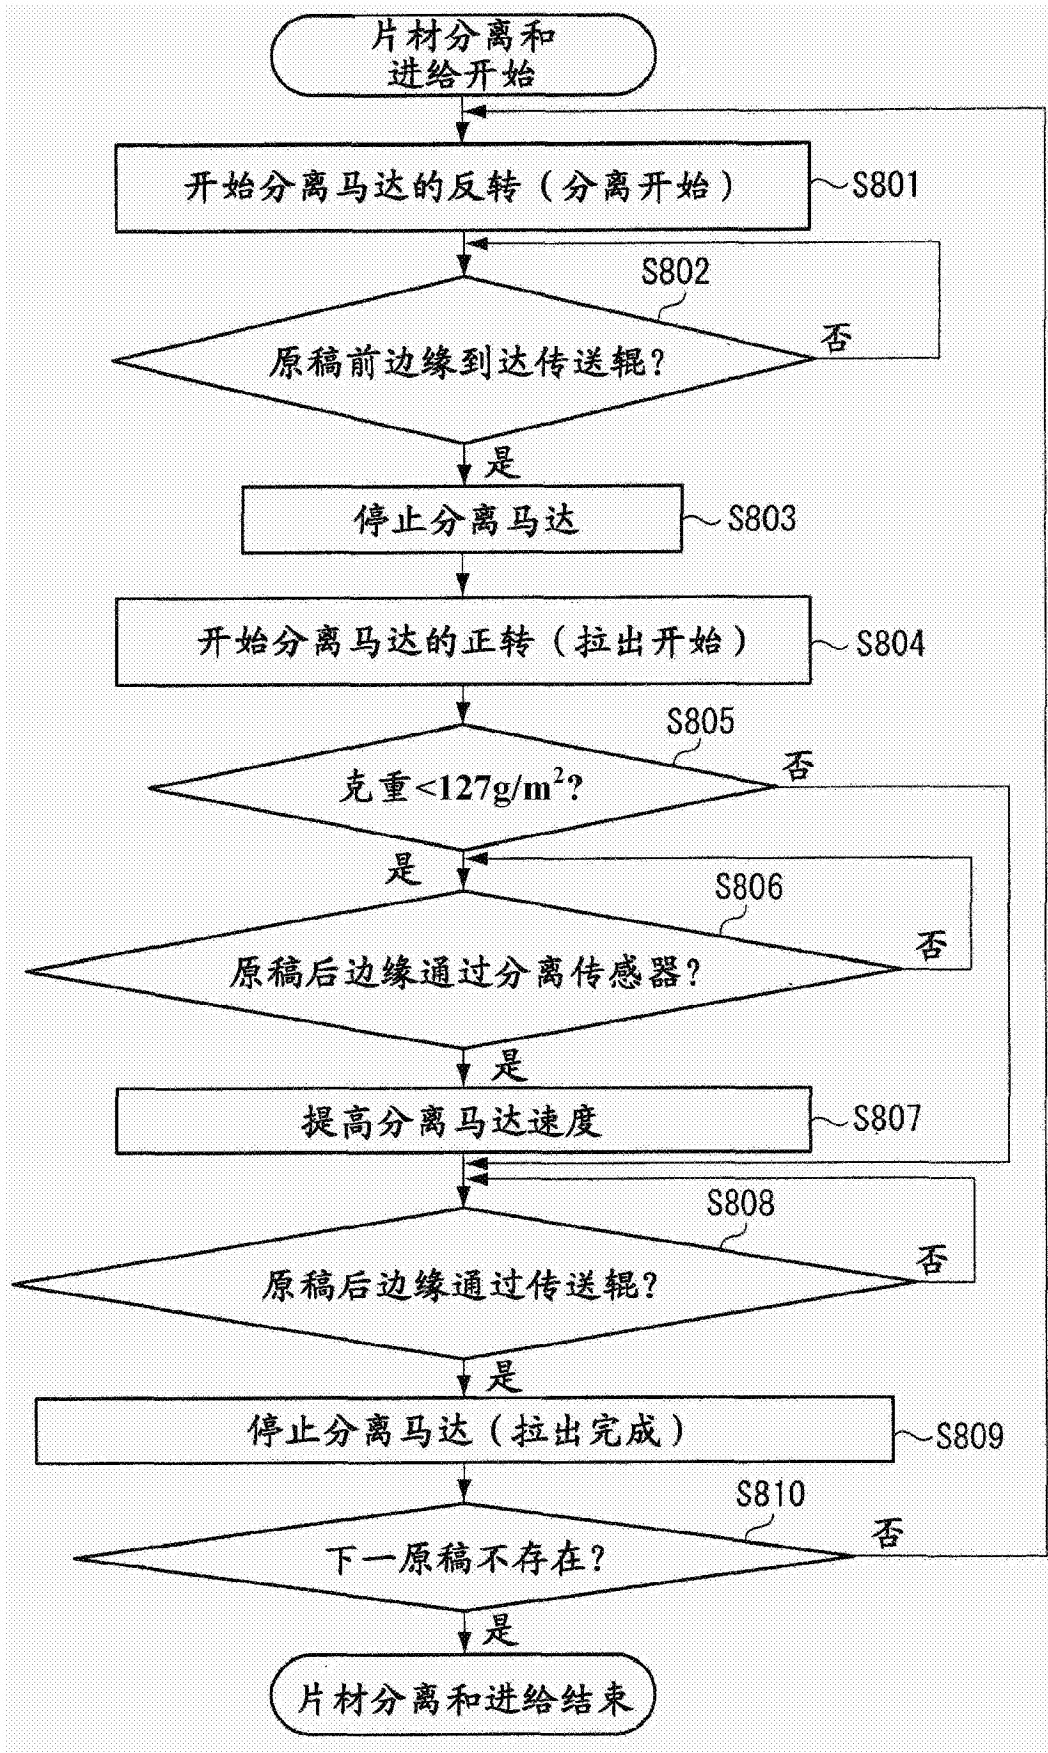 片材分离和
进给开始
开始分离马达的反转（分离开始）
S801
S802
原稿前边缘到达传送辊？
否
是
停止分离马达
S803
开始分离马达的正转（拉出开始）
S804
S805
克重<127g/m²?
否
是
S806
原稿后边缘通过分离传感器？
否
是
提高分离马达速度
S807
S808
原稿后边缘通过传送辊？
否
是
停止分离马达（拉出完成）
S809
S810
下一原稿不存在？
否
是
片材分离和进给结束